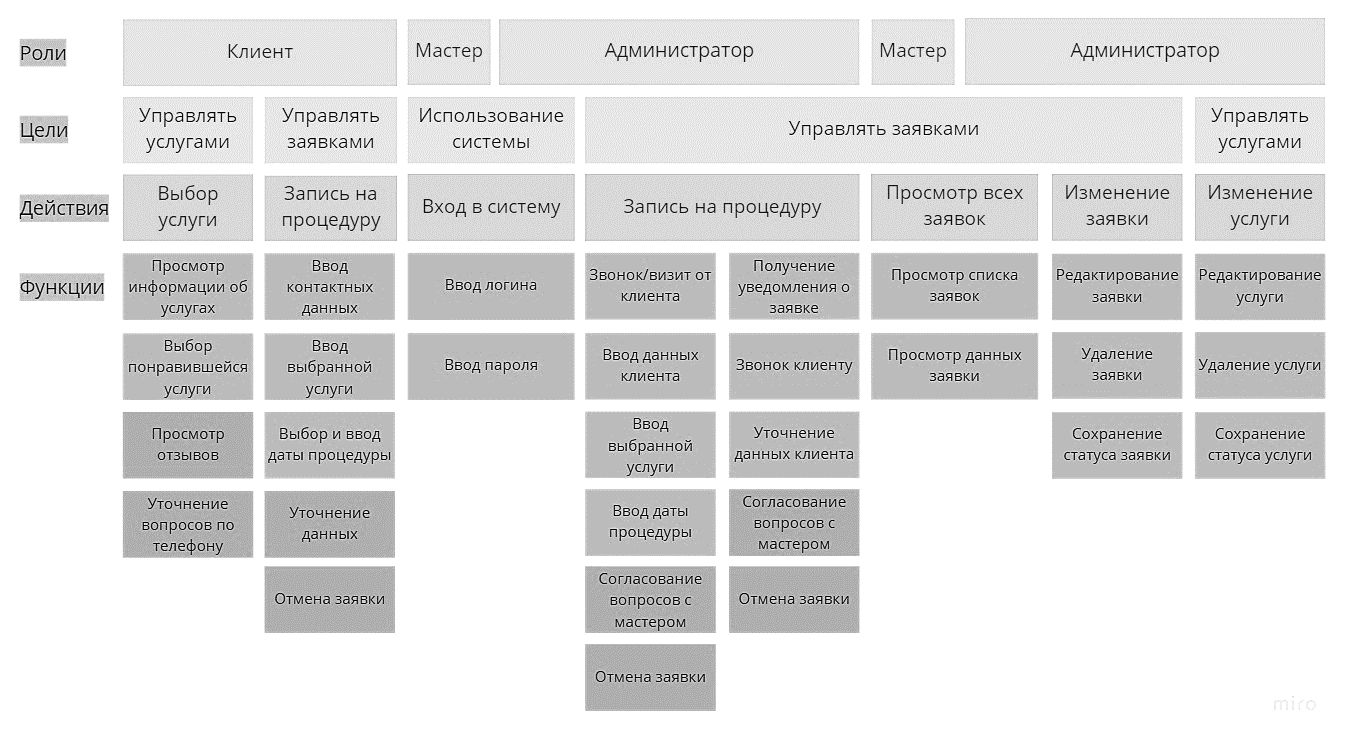 Роли
Клиент
Мастер
Администратор
Мастер
Администратор
Цели
Управлять
услугами
Управлять
заявками
Использование
системы
Управлять заявками
Управлять
услугами
Действия
Выбор
услуги
Запись на
процедуру
Вход в систему
Запись на процедуру
Просмотр всех
заявок
Изменение
заявки
Изменение
услуги
Функции
Просмотр
информации об
услугах
Ввод
контактных
данных
Ввод логина
Звонок/визит от
клиента
Получение
уведомления о
заявке
Просмотр списка
заявок
Редактирование
заявки
Редактирование
услуги
Выбор
понравившейся
услуги
Ввод
выбранной
услуги
Ввод пароля
Ввод данных
клиента
Звонок клиенту
Просмотр данных
заявки
Удаление
заявки
Удаление услуги
Просмотр
отзывов
Выбор и ввод
даты процедуры
Ввод
выбранной
услуги
Уточнение
данных клиента
Сохранение
статуса заявки
Сохранение
статуса услуги
Уточнение
вопросов по
телефону
Уточнение
данных
Ввод даты
процедуры
Согласование
вопросов с
мастером
Отмена заявки
Согласование
вопросов с
мастером
Отмена заявки
Отмена заявки
miro